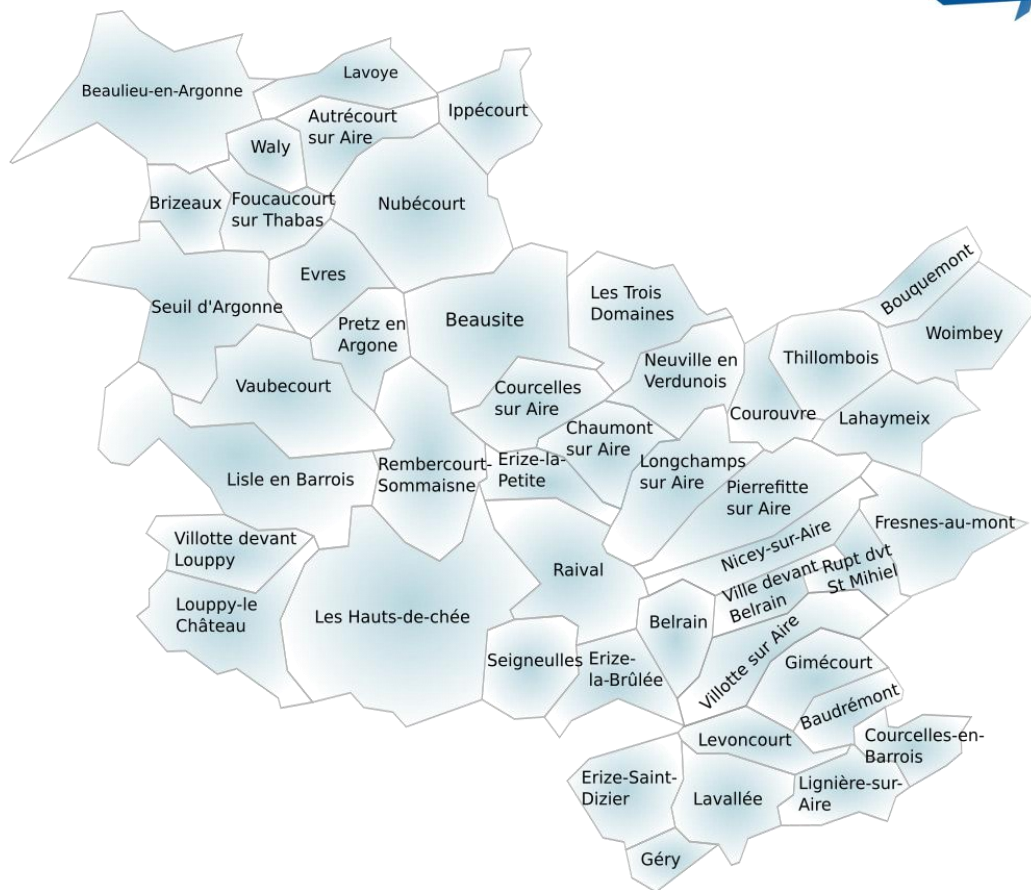 Beaulieu-en-Argonne
Lavoye
Ippécourt
Autrécourt
sur Aire
Waly
Brizeaux
Foucaucourt
sur Thabas
Nubécourt
Evres
Seuil d'Argonne
Pretz en
Argone
Beausite
Les Trois
Domaines
Bouquemont
Woimbey
Neuville en
Verdunois
Thillombois
Vaubecourt
Courcelles
sur Aire
Courouvre
Lahaymeix
Chaumont
sur Aire
Lisle en Barrois
Rembercourt-
Sommaisne
Erize-la-
Petite
Longchamps
sur Aire
Pierrefitte
sur Aire
Fresnes-au-mont
Nicey-sur-Aire
Villotte devant
Louppy
Raival
Ville devant
Belrain
Rupt dvt
St Mihiel
Louppy-le
Château
Les Hauts-de-chée
Belrain
Seigneulles
Erize-
la-Brûlée
Villotte sur Aire
Gimécourt
Baudrémont
Levoncourt
Courcelles-en-
Barrois
Erize-Saint-
Dizier
Lavallée
Lignière-sur-
Aire
Géry